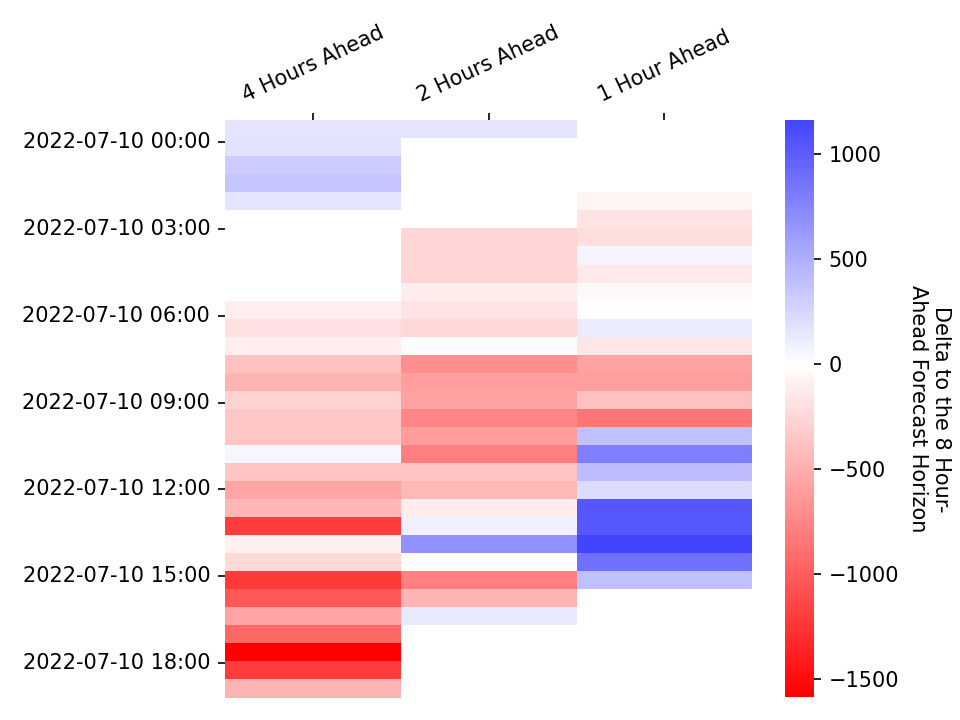 4 Hours Ahead
2 Hours Ahead
1 Hour Ahead
2022-07-10 00:00
2022-07-10 03:00
2022-07-10 06:00
2022-07-10 09:00
2022-07-10 12:00
2022-07-10 15:00
2022-07-10 18:00
1000
500
0
−500
−1000
−1500
Delta to the 8 Hour-
Ahead Forecast Horizon